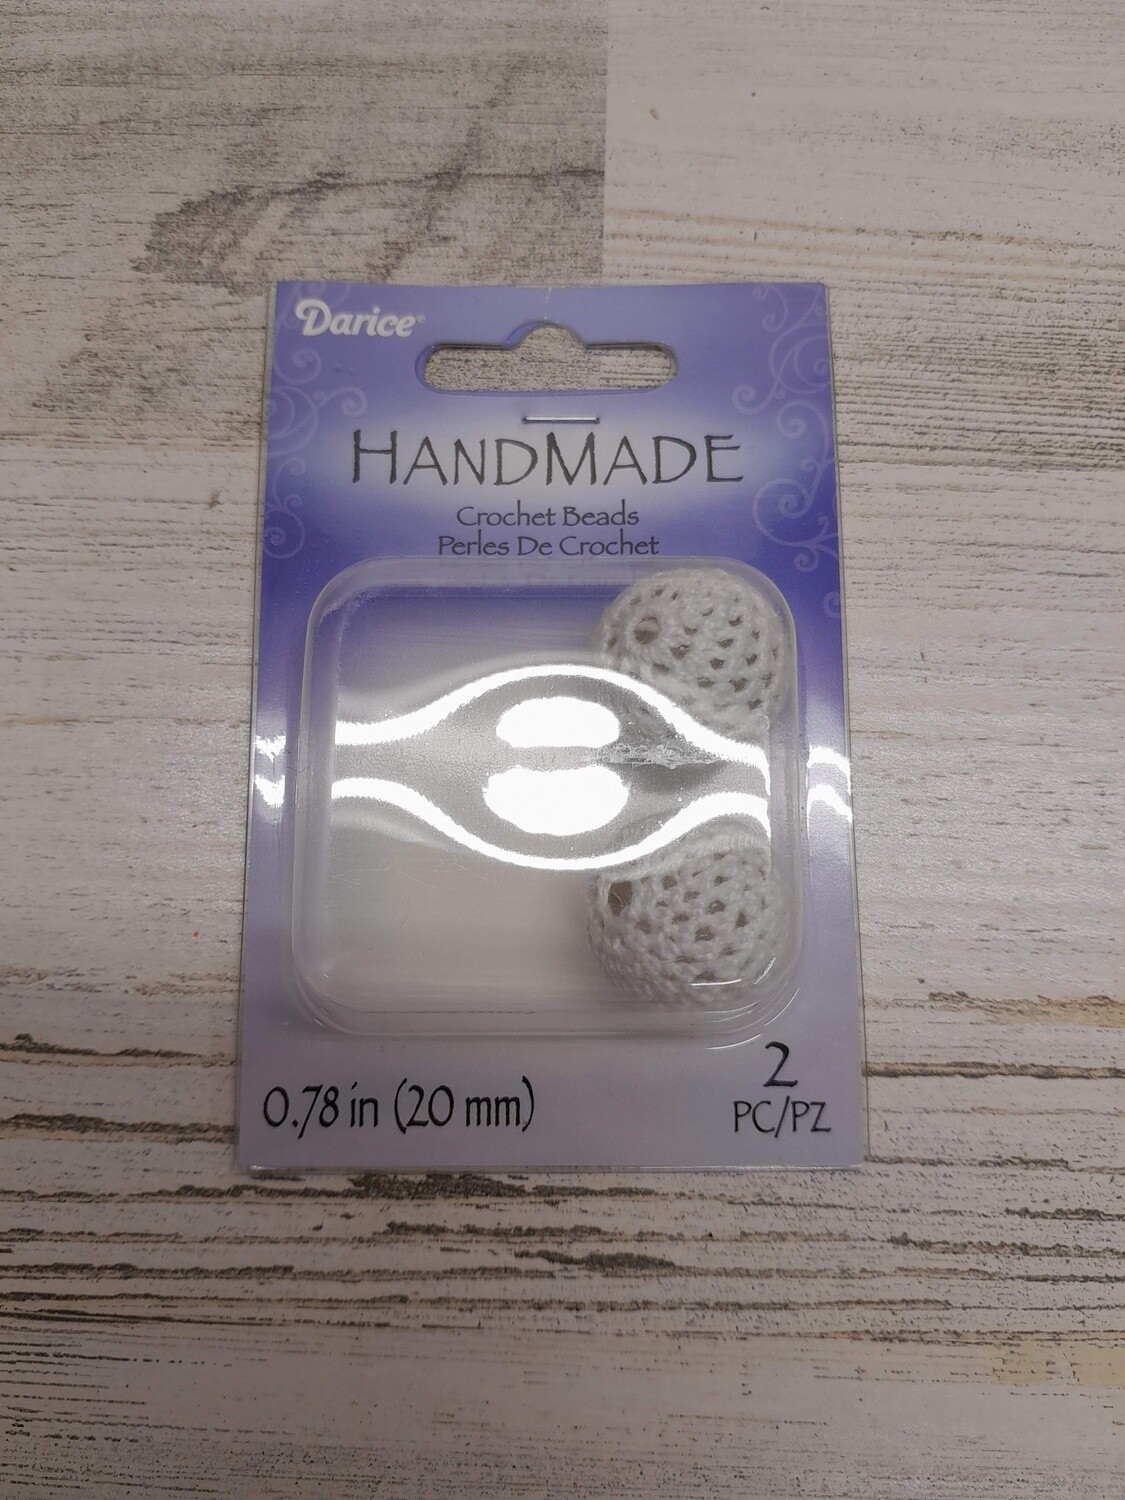 Darice®
HANDMADE
Crochet Beads
Perles De Crochet
0.78 in (20 mm)
2
PC/PZ